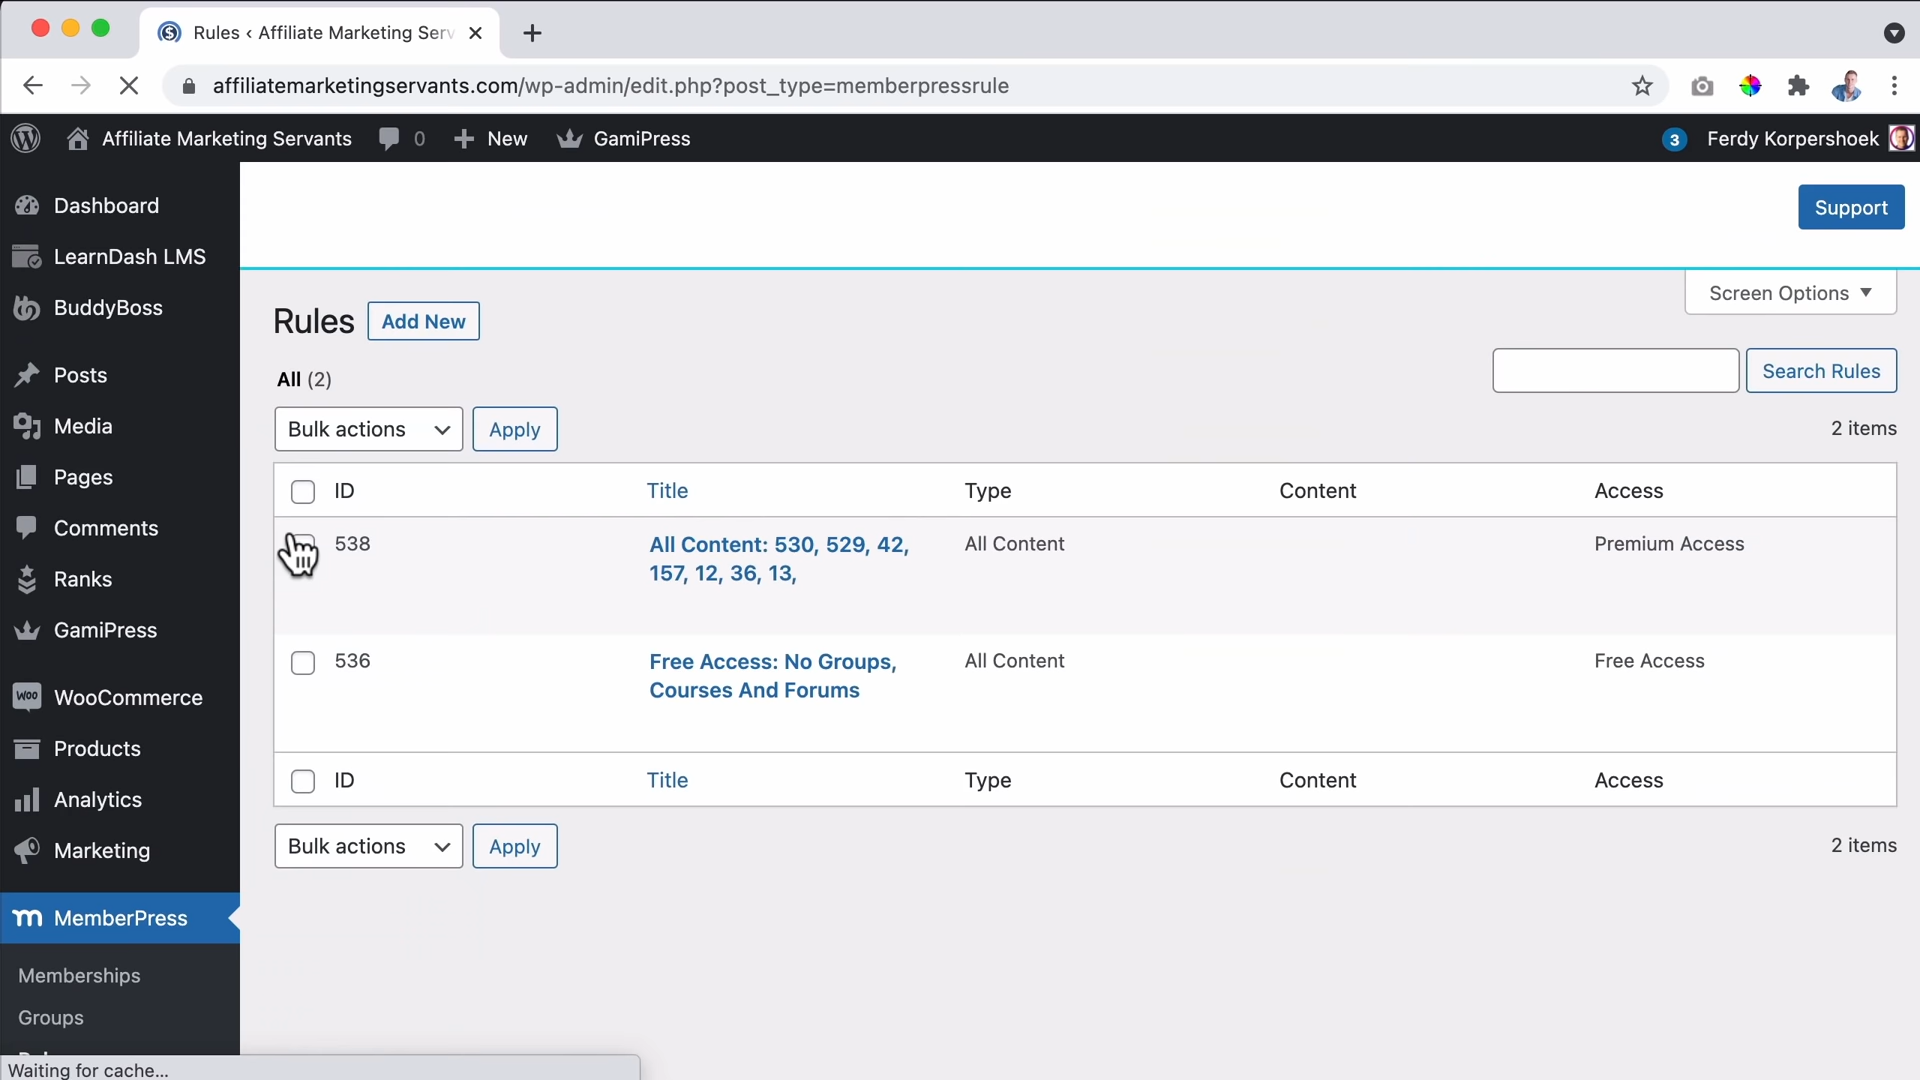 Rules ‹ Affiliate Marketing Serv
affiliatemarketingservants.com/wp-admin/edit.php?post_type=memberpressrule
Affiliate Marketing Servants
0
New
GamiPress
3
Ferdy Korpershoek
Dashboard
LearnDash LMS
BuddyBoss
Posts
Media
Pages
Comments
Ranks
GamiPress
WOO
WooCommerce
Products
Analytics
Marketing
m
MemberPress
Memberships
Groups
Waiting for cache...
Support
Screen Options
Rules
Add New
All (2)
Search Rules
Bulk actions
Apply
2 items
ID Title Type Content Access
538 All Content: 530, 529, 42, All Content Premium Access
157, 12, 36, 13,
536 Free Access: No Groups, All Content Free Access
Courses And Forums
ID Title Type Content Access
Bulk actions
Apply
2 items